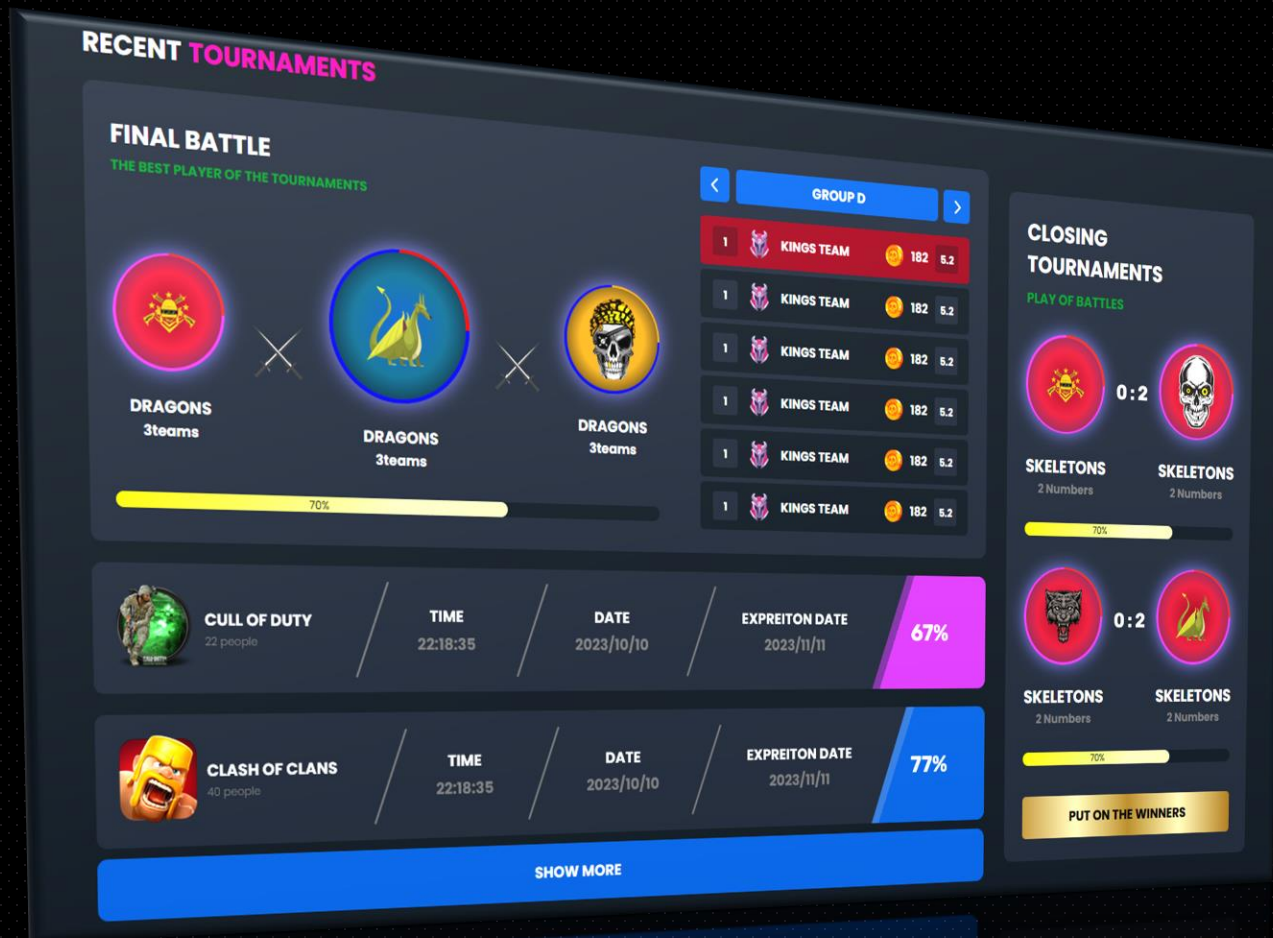 RECENT TOURNAMENTS
FINAL BATTLE
THE BEST PLAYER OF THE TOURNAMENTS
DRAGONS
3teams
DRAGONS
3teams
DRAGONS
3teams
70%
GROUP D
1 KINGS TEAM 182 5.2
1 KINGS TEAM 182 5.2
1 KINGS TEAM 182 5.2
1 KINGS TEAM 182 5.2
1 KINGS TEAM 182 5.2
1 KINGS TEAM 182 5.2
CULL OF DUTY
22 people
TIME
22:18:35
DATE
2023/10/10
EXPREITON DATE
2023/11/11
67%
CLASH OF CLANS
40 people
TIME
22:18:35
DATE
2023/10/10
EXPREITON DATE
2023/11/11
77%
SHOW MORE
CLOSING
TOURNAMENTS
PLAY OF BATTLES
0:2
SKELETONS
2 Numbers
SKELETONS
2 Numbers
70%
0:2
SKELETONS
2 Numbers
SKELETONS
2 Numbers
70%
PUT ON THE WINNERS